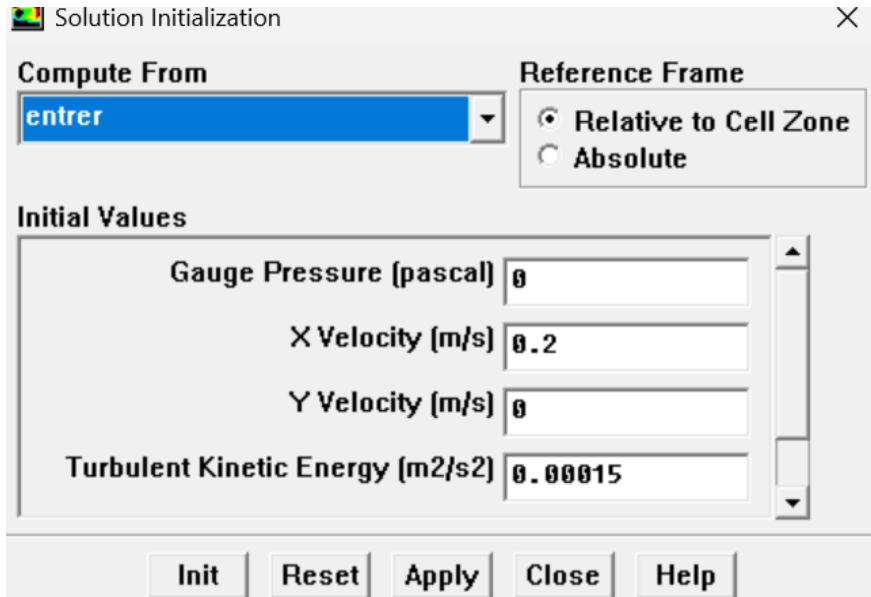 Solution Initialization
Compute From
Reference Frame
entrer
Relative to Cell Zone
Absolute
Initial Values
Gauge Pressure (pascal) 0
X Velocity (m/s) 0.2
Y Velocity (m/s) 0
Turbulent Kinetic Energy (m2/s2) 0.00015
Init Reset Apply Close Help